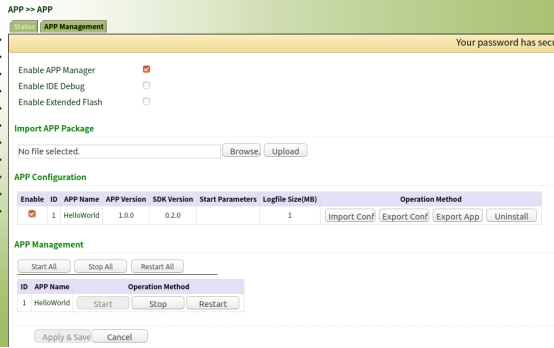 APP >> APP
Status APP Management
Your password has secu
Enable APP Manager
Enable IDE Debug
Enable Extended Flash
Import APP Package
No file selected. Browse. Upload
APP Configuration
Enable ID APP Name APP Version SDK Version Start Parameters Logfile Size(MB) Operation Method
1 HelloWorld 1.0.0 0.2.0 1 Import Conf Export Conf Export App Uninstall
APP Management
Start All Stop All Restart All
ID APP Name Operation Method
1 HelloWorld Start Stop Restart
Apply & Save Cancel